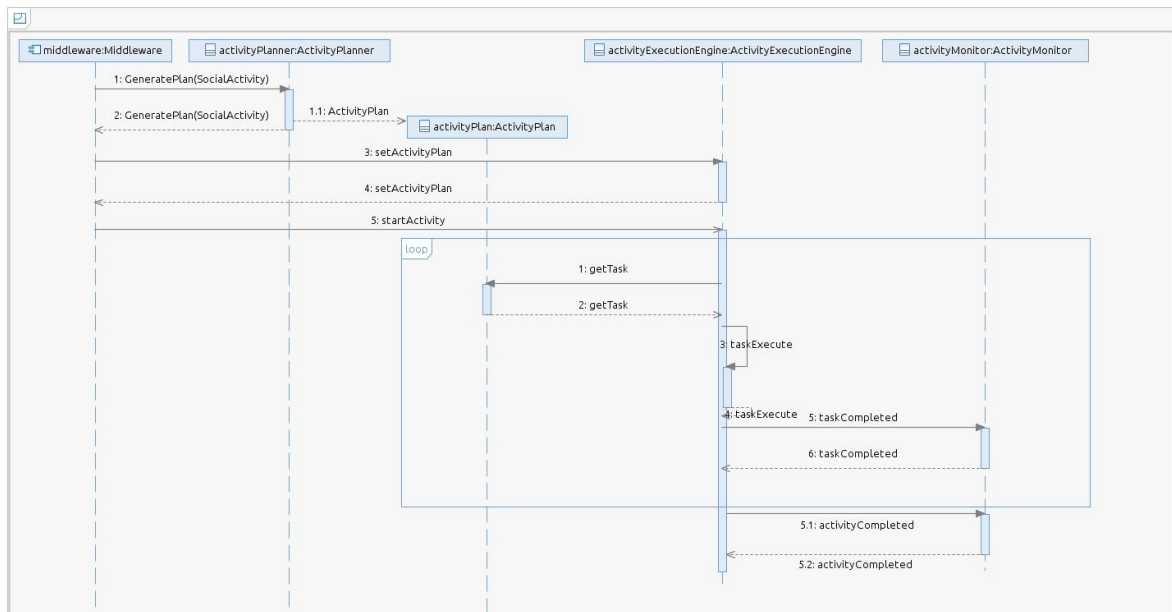 middleware:Middleware
activityPlanner:ActivityPlanner
activityExecutionEngine:ActivityExecutionEngine
activityMonitor:ActivityMonitor
1: GeneratePlan(SocialActivity)
1.1: ActivityPlan
2: GeneratePlan(SocialActivity)
activityPlan:ActivityPlan
3: setActivityPlan
4: setActivityPlan
5: startActivity
loop
1: getTask
2: getTask
3: taskExecute
4: taskExecute
5: taskCompleted
6: taskCompleted
5.1: activityCompleted
5.2: activityCompleted